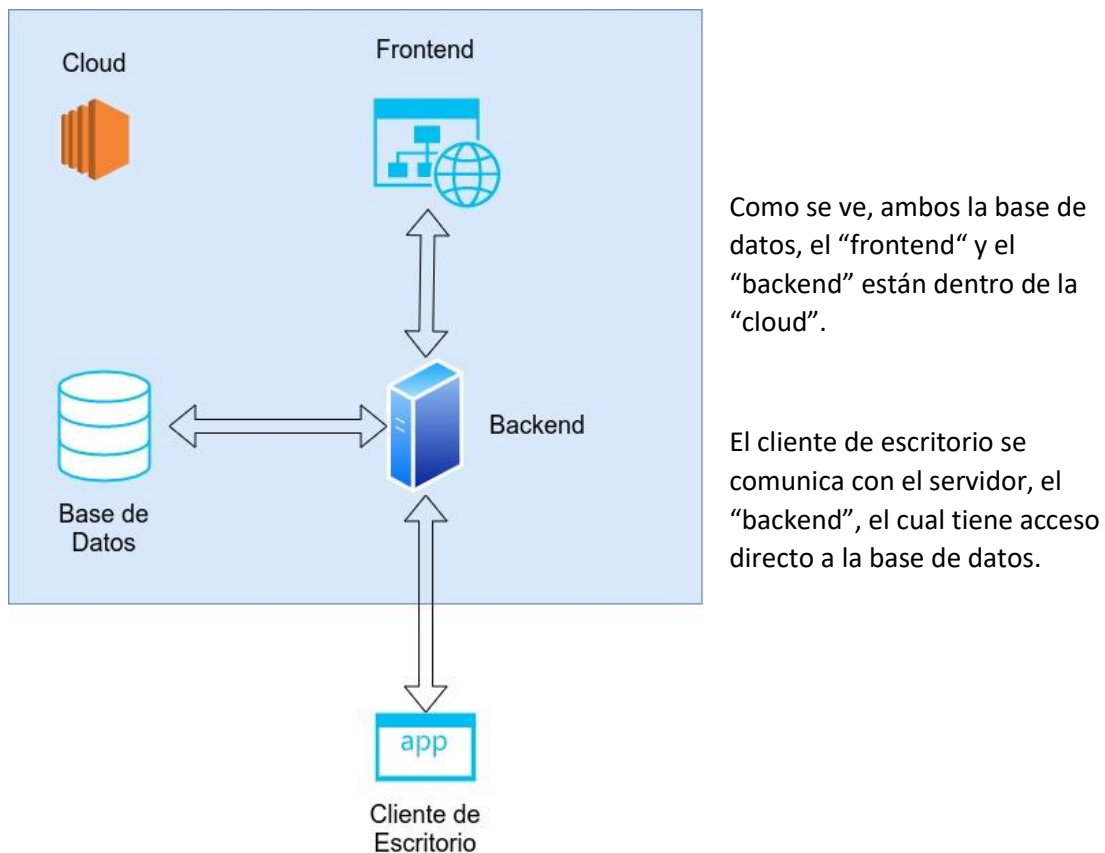 Cloud
Frontend
Como se ve, ambos la base de
datos, el “frontend“ y el
“backend” están dentro de la
“cloud”.
Backend
Base de
Datos
El cliente de escritorio se
comunica con el servidor, el
“backend”, el cual tiene acceso
directo a la base de datos.
app
Cliente de
Escritorio